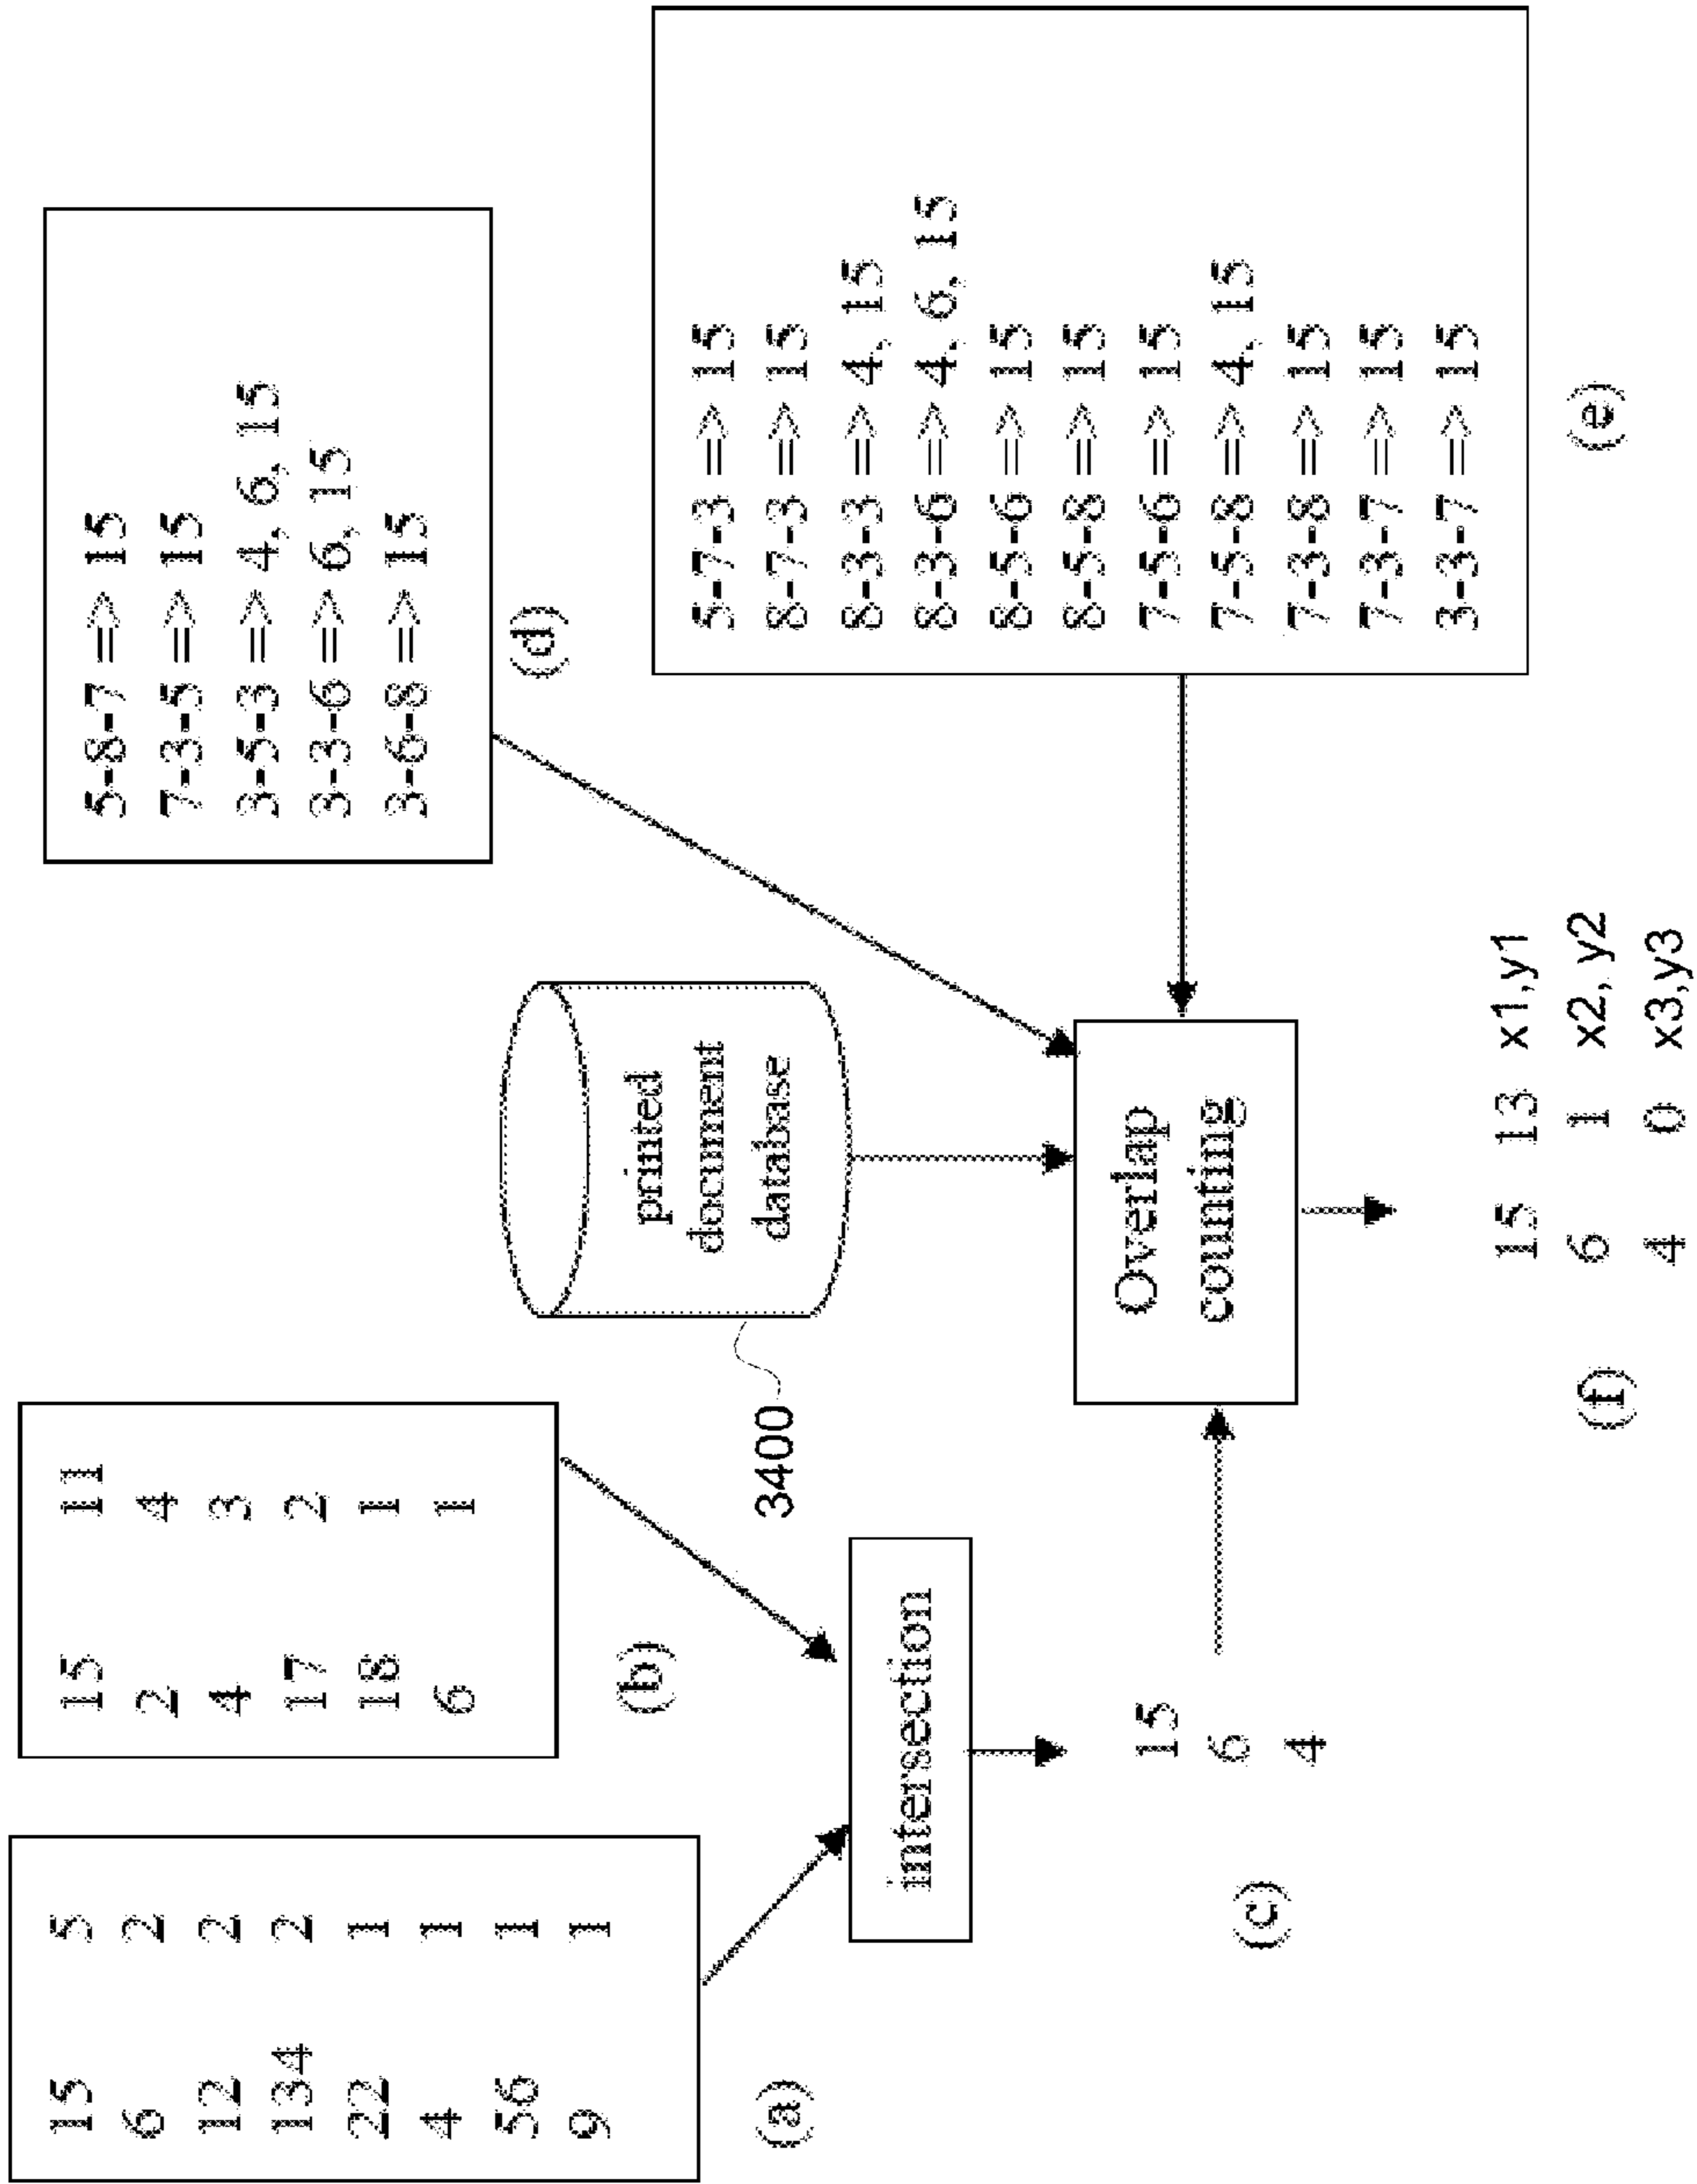 15 5
6 2
12 2
134 2
22 1
4 1
56 1
9 1
(a)
15 11
2 4
4 3
17 2
18 1
6 1
(b)
intersection
15
6
4
(c)
3400
printed
document
database
5-8-7 => 15
7-3-5 => 15
3-5-3 => 4, 6, 15
3-3-6 => 6, 15
3-6-8 => 15
(d)
5-7-3 => 15
8-7-3 => 15
8-3-3 => 4, 15
8-3-6 => 4, 6, 15
8-5-6 => 15
8-5-8 => 15
7-5-6 => 15
7-5-8 => 4, 15
7-3-8 => 15
7-3-7 => 15
3-3-7 => 15
(e)
Overlap
counting
15 13 x1,y1
6 1 x2, y2
4 0 x3,y3
(f)